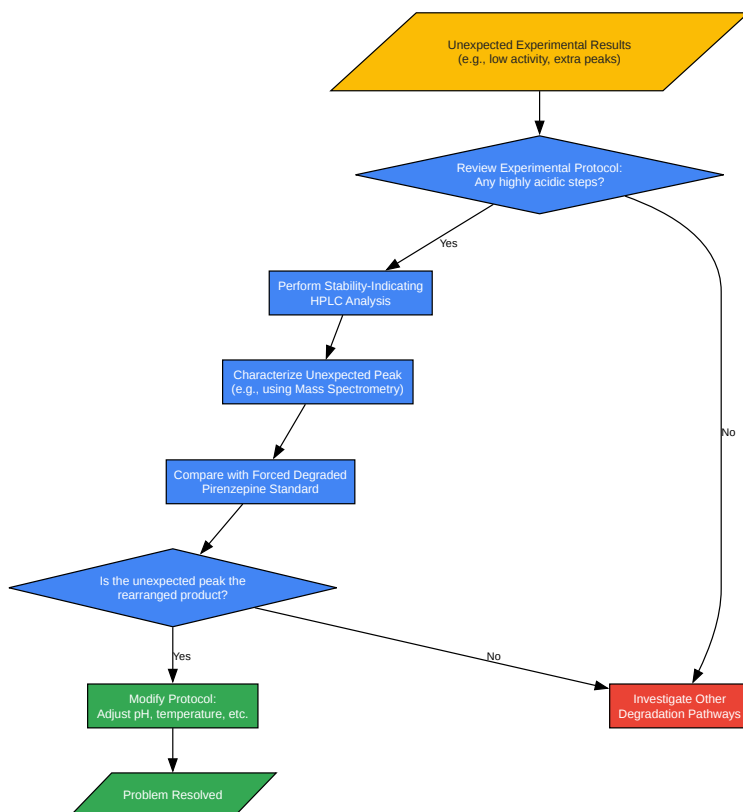 Unexpected Experimental Results
(e.g., low activity, extra peaks)
Review Experimental Protocol:
Any highly acidic steps?
Yes
Perform Stability-Indicating
HPLC Analysis
Characterize Unexpected Peak
(e.g., using Mass Spectrometry)
No
Compare with Forced Degraded
Pirenzepine Standard
Is the unexpected peak the
rearranged product?
Yes
No
Modify Protocol:
Adjust pH, temperature, etc.
Investigate Other
Degradation Pathways
Problem Resolved